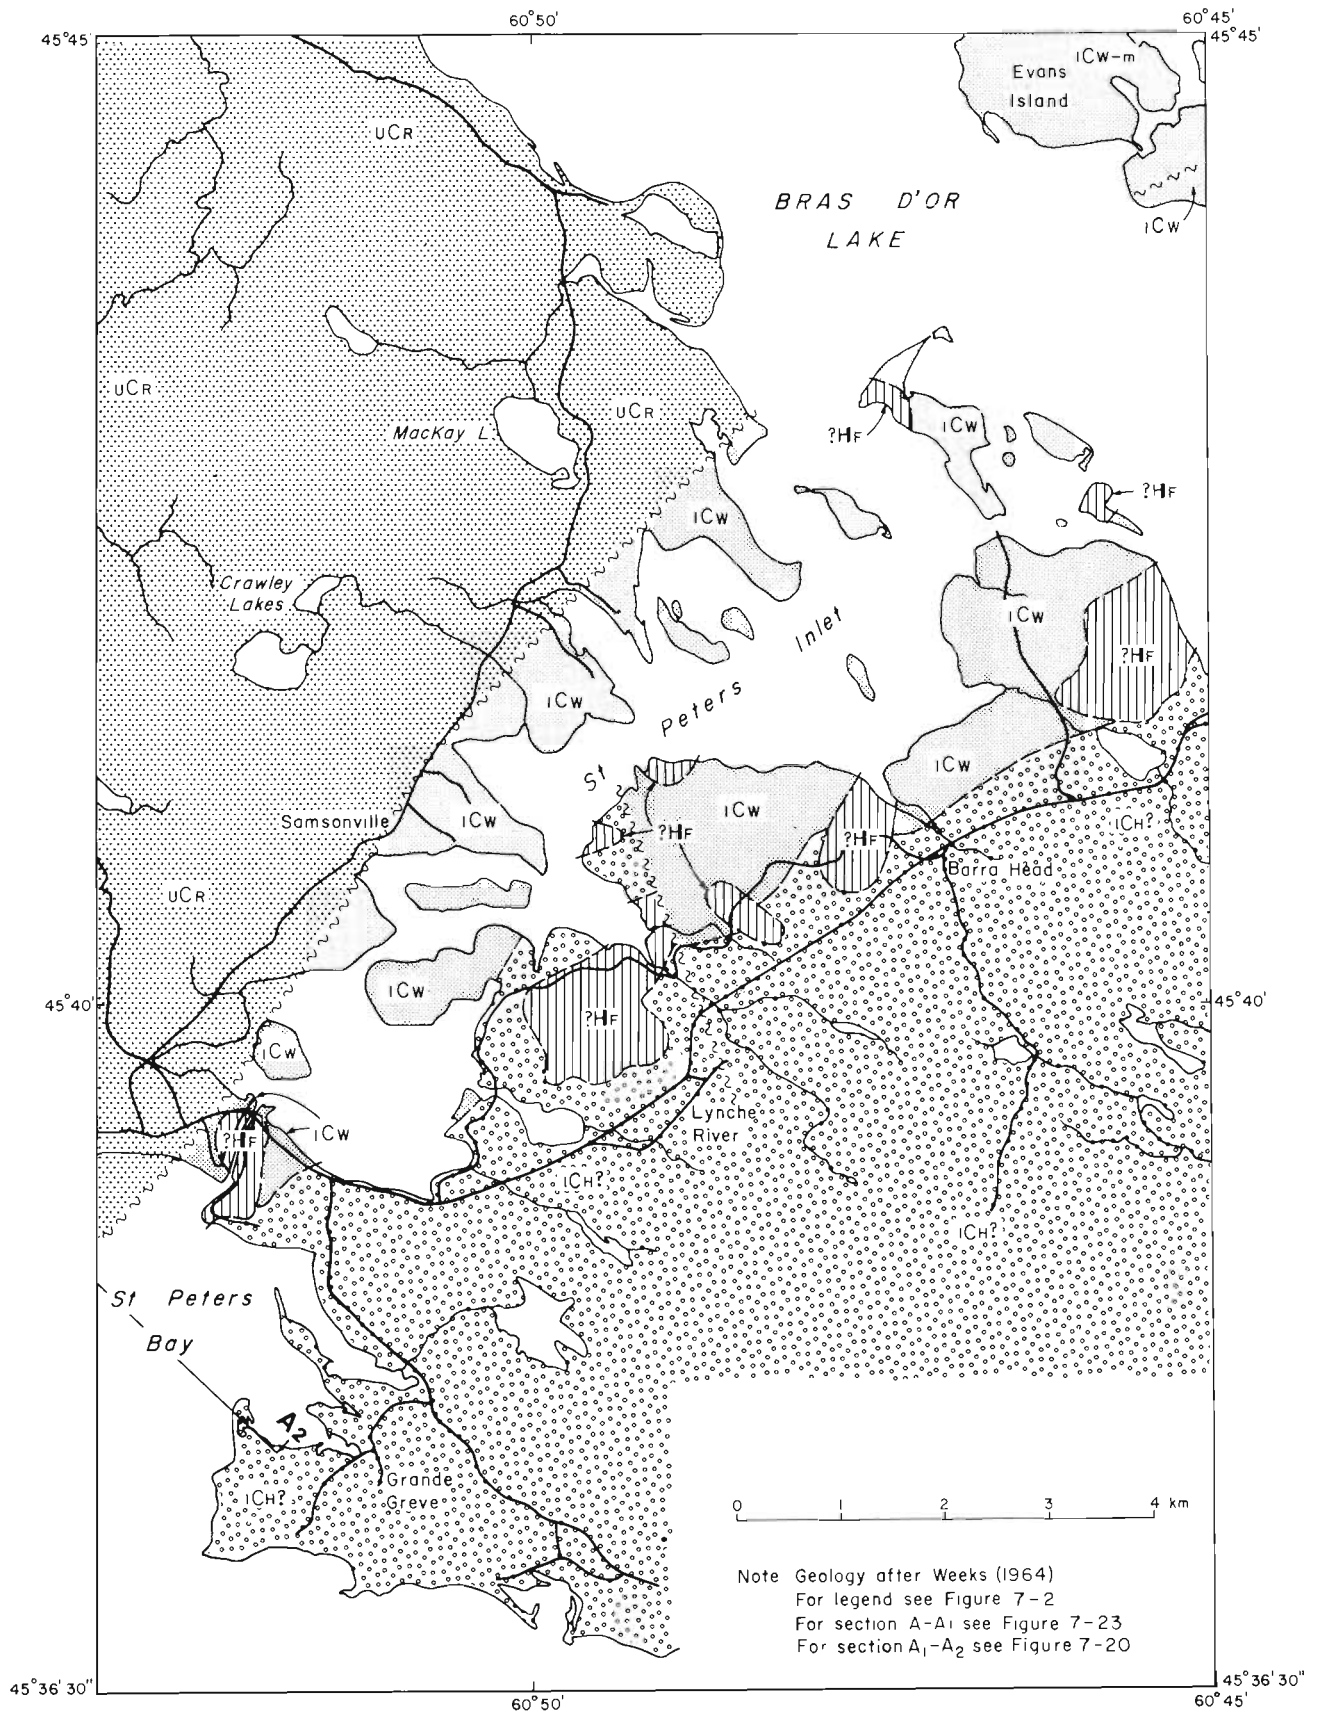 60°50'
60°45'
45°45'
45°45'
ICW-m
Evans
Island
UCR
BRAS D'OR
LAKE
ICW
UCR
UCR
MacKay L.
?HF
ICW
?HF
ICW
Crawley
Lakes
Inlet
ICW
?HF
ICW
Peters
St
ICW
ICW
Samsonville
ICW
?HF
?HF
ICH?
Barra Head
UCR
ICW
45°40'
45°40'
?HF
ICW
Lynche
River
?HF
ICW
ICH?
ICH?
St Peters
Bay
A2
Grande
Greve
ICH?
0 1 2 3 4 km
Note Geology after Weeks (1964)
For legend see Figure 7-2
For section A-A1 see Figure 7-23
For section A1-A2 see Figure 7-20
45°36'30"
45°36'30"
60°50'
60°45'